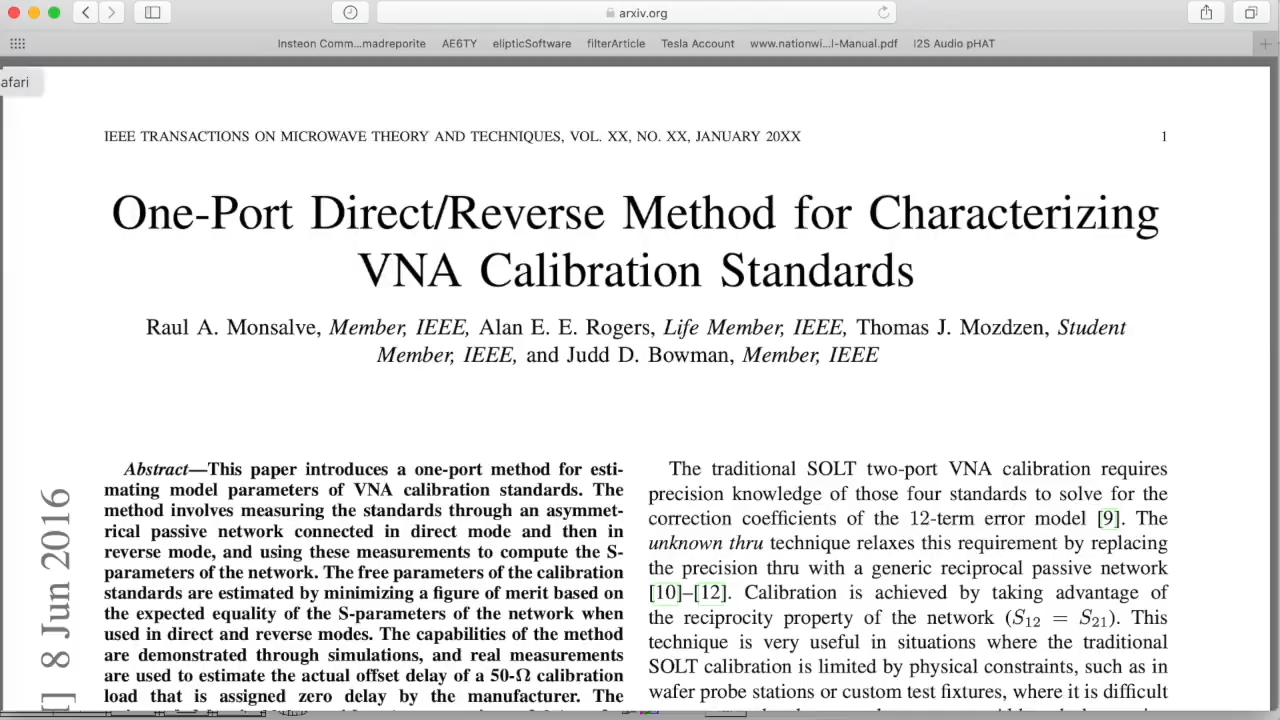 arxiv.org
Insteon Comm...madreporite AE6TY elipticSoftware filterArticle Tesla Account www.nationwi...l-Manual.pdf I2S Audio pHAT
afari
IEEE TRANSACTIONS ON MICROWAVE THEORY AND TECHNIQUES, VOL. XX, NO. XX, JANUARY 20XX 1
One-Port Direct/Reverse Method for Characterizing
VNA Calibration Standards
Raul A. Monsalve, Member, IEEE, Alan E. E. Rogers, Life Member, IEEE, Thomas J. Mozdzen, Student
Member, IEEE, and Judd D. Bowman, Member, IEEE
Abstract—This paper introduces a one-port method for esti-
mating model parameters of VNA calibration standards. The
method involves measuring the standards through an asymmet-
rical passive network connected in direct mode and then in
reverse mode, and using these measurements to compute the S-
parameters of the network. The free parameters of the calibration
standards are estimated by minimizing a figure of merit based on
the expected equality of the S-parameters of the network when
used in direct and reverse modes. The capabilities of the method
are demonstrated through simulations, and real measurements
are used to estimate the actual offset delay of a 50-Ω calibration
load that is assigned zero delay by the manufacturer. The
The traditional SOLT two-port VNA calibration requires
precision knowledge of those four standards to solve for the
correction coefficients of the 12-term error model [9]. The
unknown thru technique relaxes this requirement by replacing
the precision thru with a generic reciprocal passive network
[10]–[12]. Calibration is achieved by taking advantage of
the reciprocity property of the network (S12 = S21). This
technique is very useful in situations where the traditional
SOLT calibration is limited by physical constraints, such as in
wafer probe stations or custom test fixtures, where it is difficult
] 8 Jun 2016